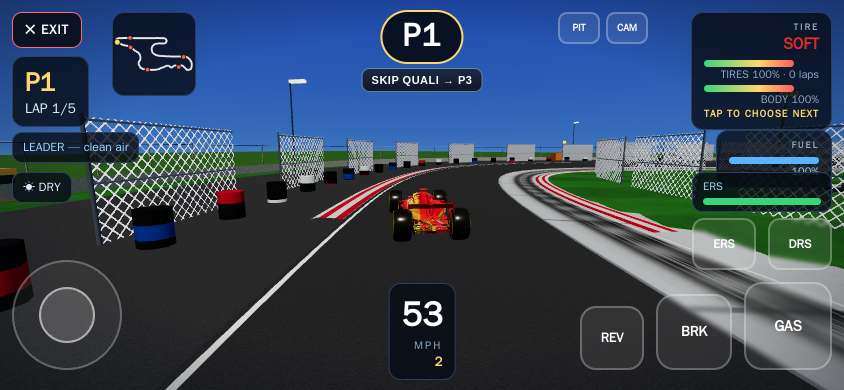 ✕ EXIT
P1
LAP 1/5
LEADER — clean air
☀ DRY
P1
SKIP QUALI → P3
PIT
CAM
TIRE
SOFT
TIRES 100% · 0 laps
BODY 100%
TAP TO CHOOSE NEXT
FUEL
100%
ERS
ERS
DRS
53
MPH
2
REV
BRK
GAS